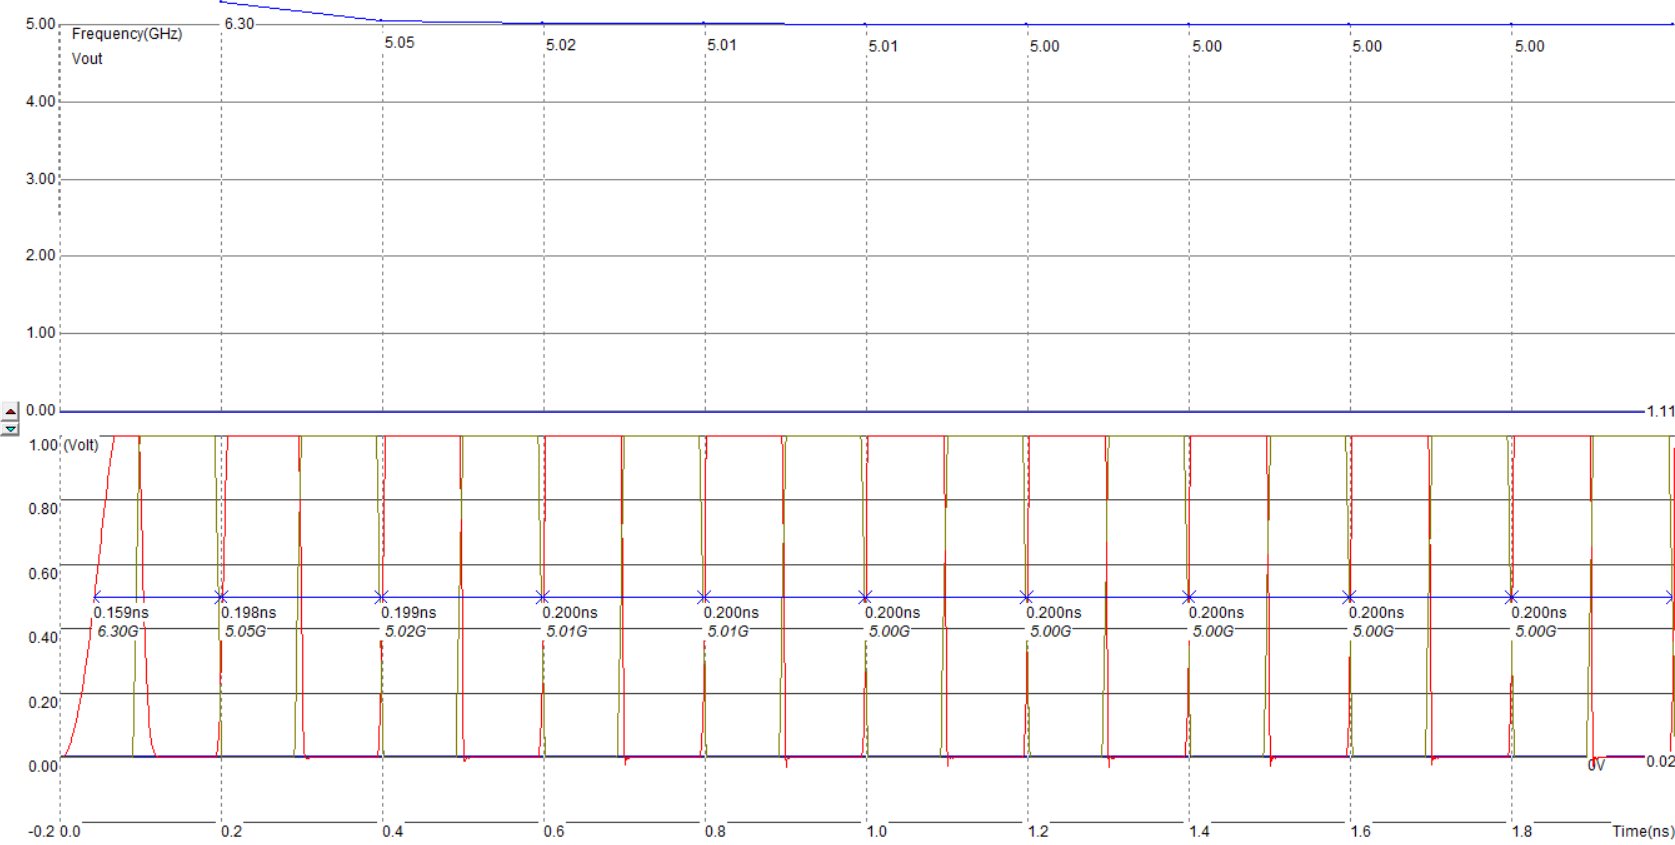 6.30
5.00
Frequency(GHz)
5.05 5.02 5.01 5.01 5.00 5.00 5.00 5.00
Vout
4.00
3.00
2.00
1.00
0.00
1.11
1.00 (Volt)
0.80
0.60
0.159ns 0.198ns 0.199ns 0.200ns 0.200ns 0.200ns 0.200ns 0.200ns 0.200ns 0.200ns
6.30G 5.05G 5.02G 5.01G 5.01G 5.00G 5.00G 5.00G 5.00G 5.00G
0.40
0.20
0.00
0V
0.02
-0.2 0.0 0.2 0.4 0.6 0.8 1.0 1.2 1.4 1.6 1.8 Time(ns)